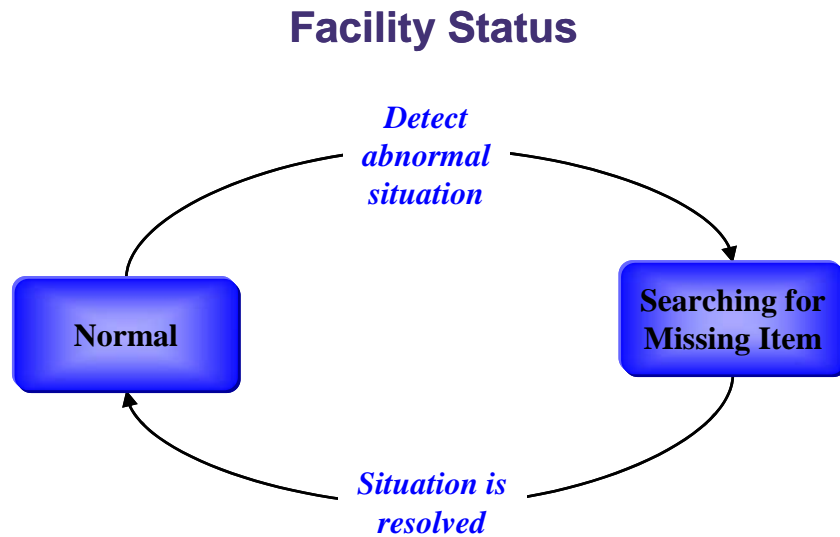 Facility Status
Detect
abnormal
situation
Normal
Searching for
Missing Item
Situation is
resolved